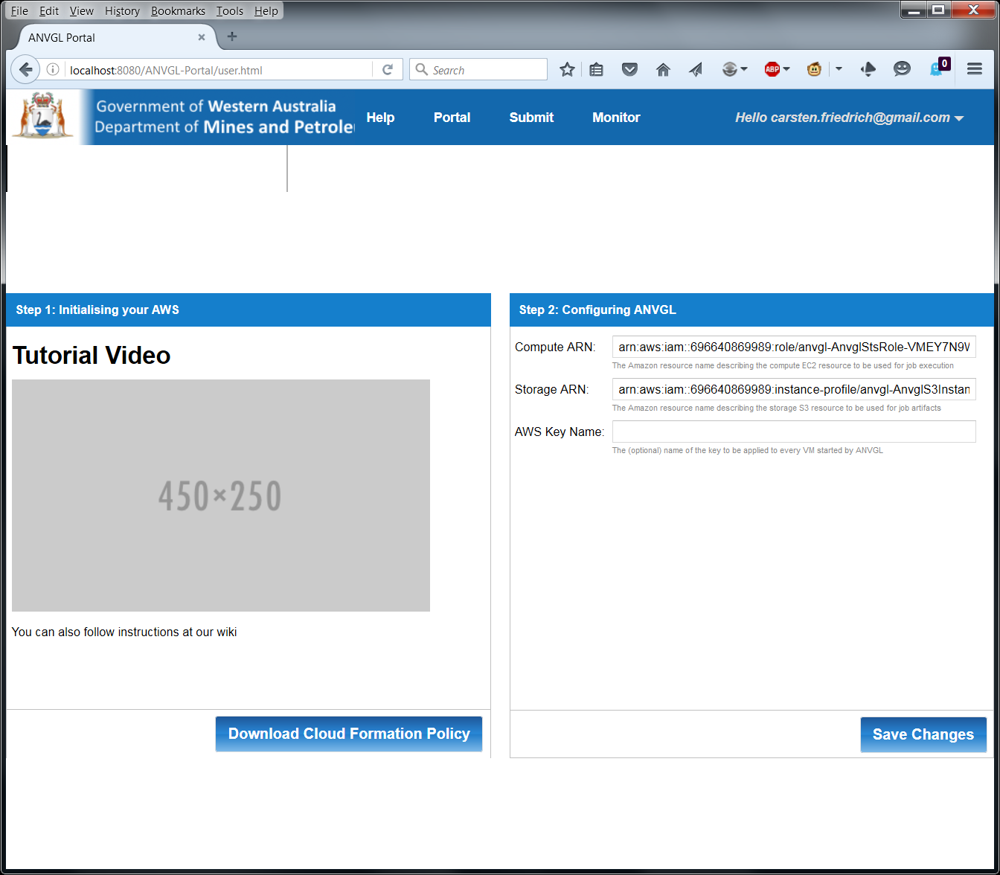 File Edit View History Bookmarks Tools Help
ANVGL Portal
localhost:8080/ANVGL-Portal/user.html
Search
ABP
0
Government of Western Australia
Department of Mines and Petrole
Help Portal Submit Monitor Hello carsten.friedrich@gmail.com
Step 1: Initialising your AWS
Tutorial Video
450×250
You can also follow instructions at our wiki
Download Cloud Formation Policy
Step 2: Configuring ANVGL
Compute ARN: arn:aws:iam::696640869989:role/anvgl-AnvglStsRole-VMEY7N9W
The Amazon resource name describing the compute EC2 resource to be used for job execution
Storage ARN: arn:aws:iam::696640869989:instance-profile/anvgl-AnvglS3Instan
The Amazon resource name describing the storage S3 resource to be used for job artifacts
AWS Key Name:
The (optional) name of the key to be applied to every VM started by ANVGL
Save Changes